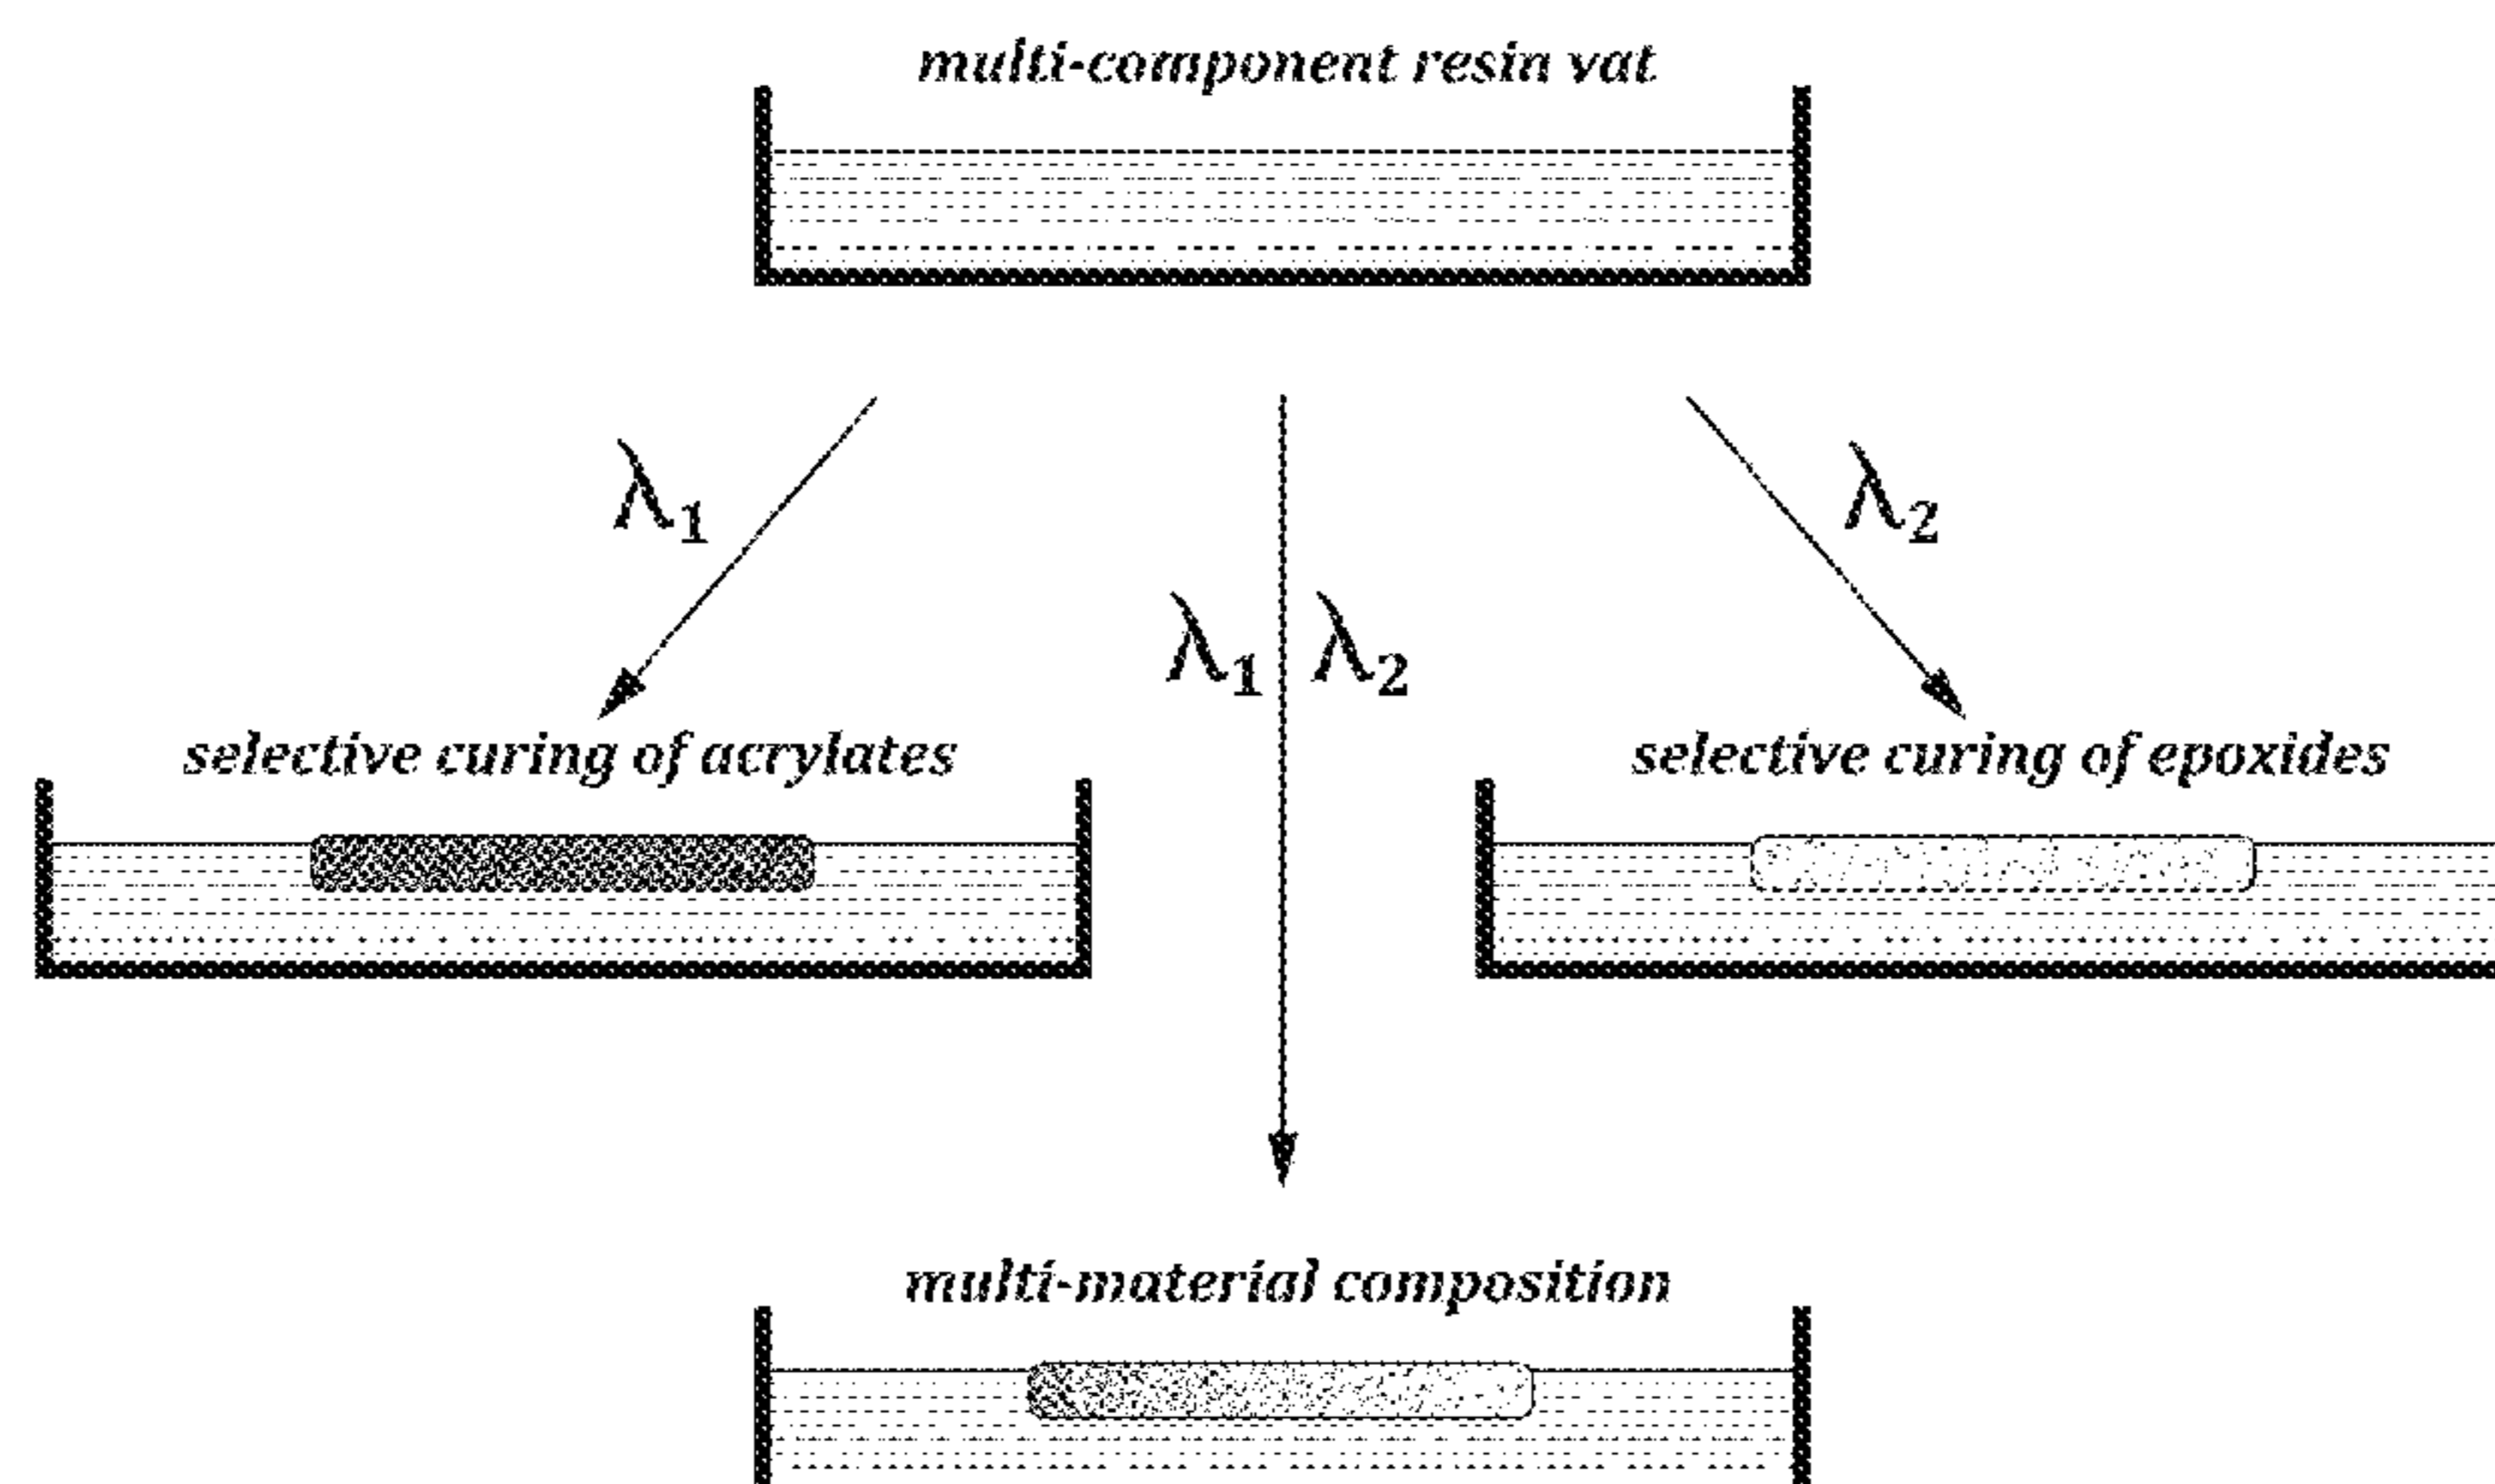 multi-component resin vat
λ1
λ2
λ1 λ2
selective curing of acrylates
selective curing of epoxides
multi-material composition